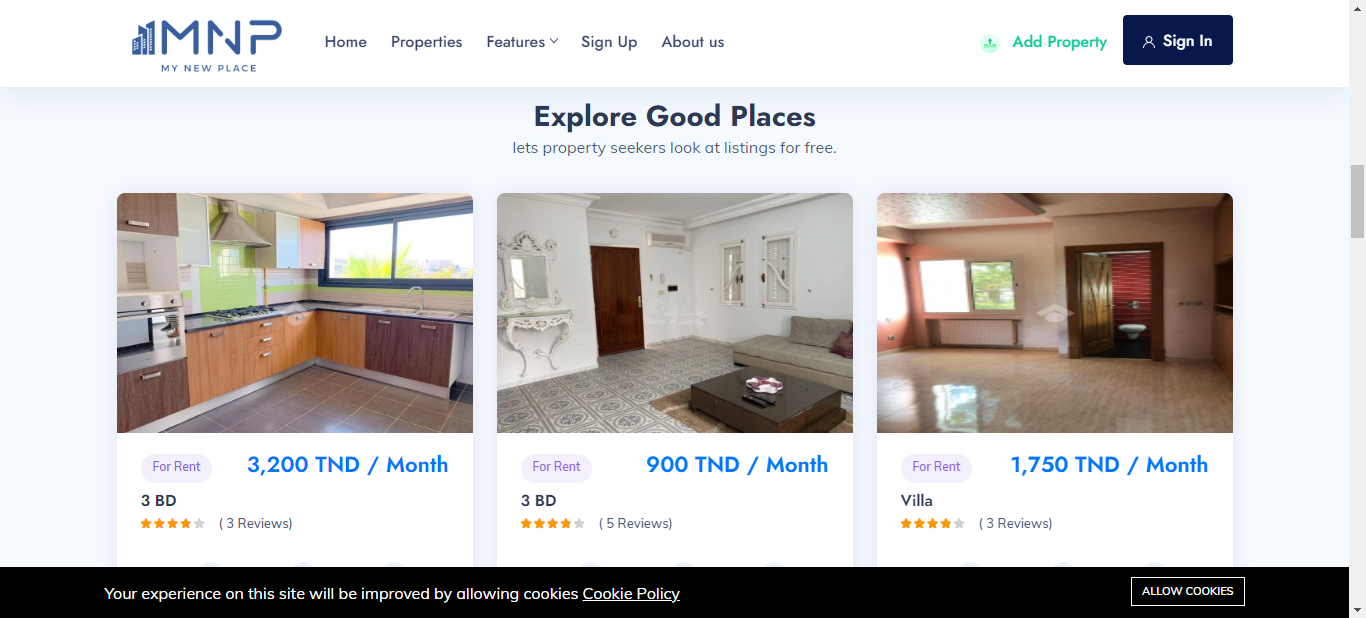 MNP
MY NEW PLACE
Home Properties Features Sign Up About us
Add Property
Sign In
Explore Good Places
lets property seekers look at listings for free.
For Rent 3,200 TND / Month
3 BD
( 3 Reviews)
For Rent 900 TND / Month
3 BD
( 5 Reviews)
For Rent 1,750 TND / Month
Villa
( 3 Reviews)
Your experience on this site will be improved by allowing cookies Cookie Policy
ALLOW COOKIES